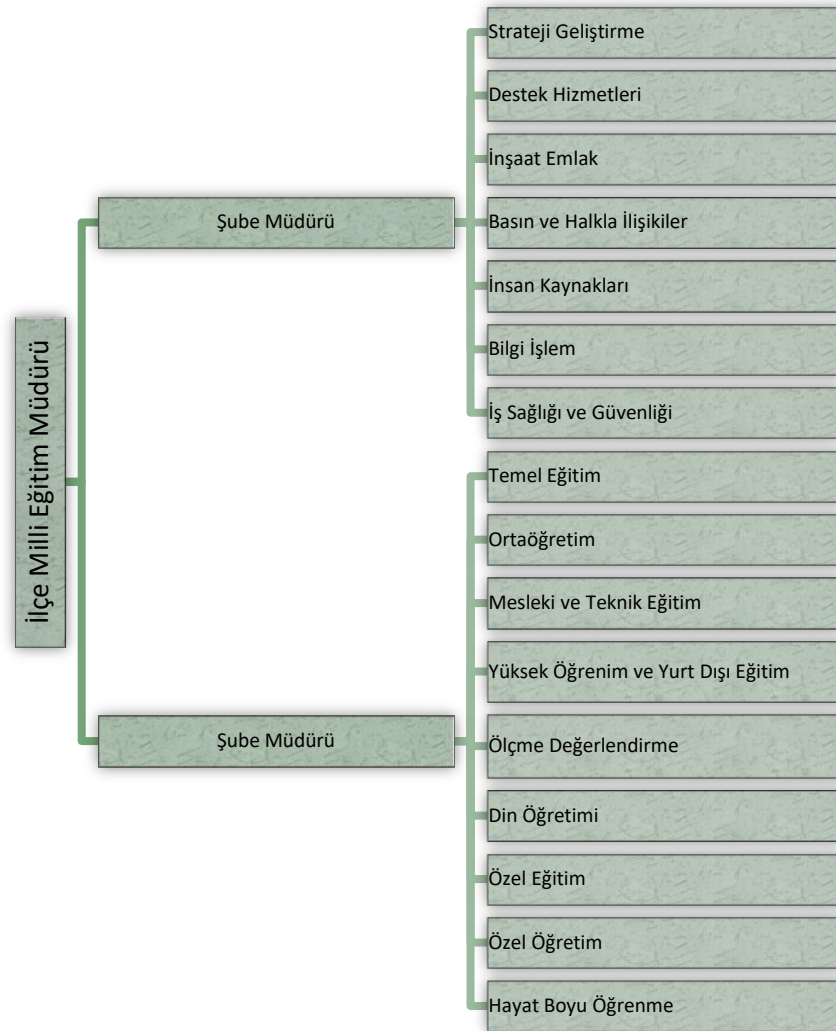 İlçe Milli Eğitim Müdürü
Şube Müdürü
Strateji Geliştirme
Destek Hizmetleri
İnşaat Emlak
Basın ve Halkla İlişikiler
İnsan Kaynakları
Bilgi İşlem
İş Sağlığı ve Güvenliği
Şube Müdürü
Temel Eğitim
Ortaöğretim
Mesleki ve Teknik Eğitim
Yüksek Öğrenim ve Yurt Dışı Eğitim
Ölçme Değerlendirme
Din Öğretimi
Özel Eğitim
Özel Öğretim
Hayat Boyu Öğrenme